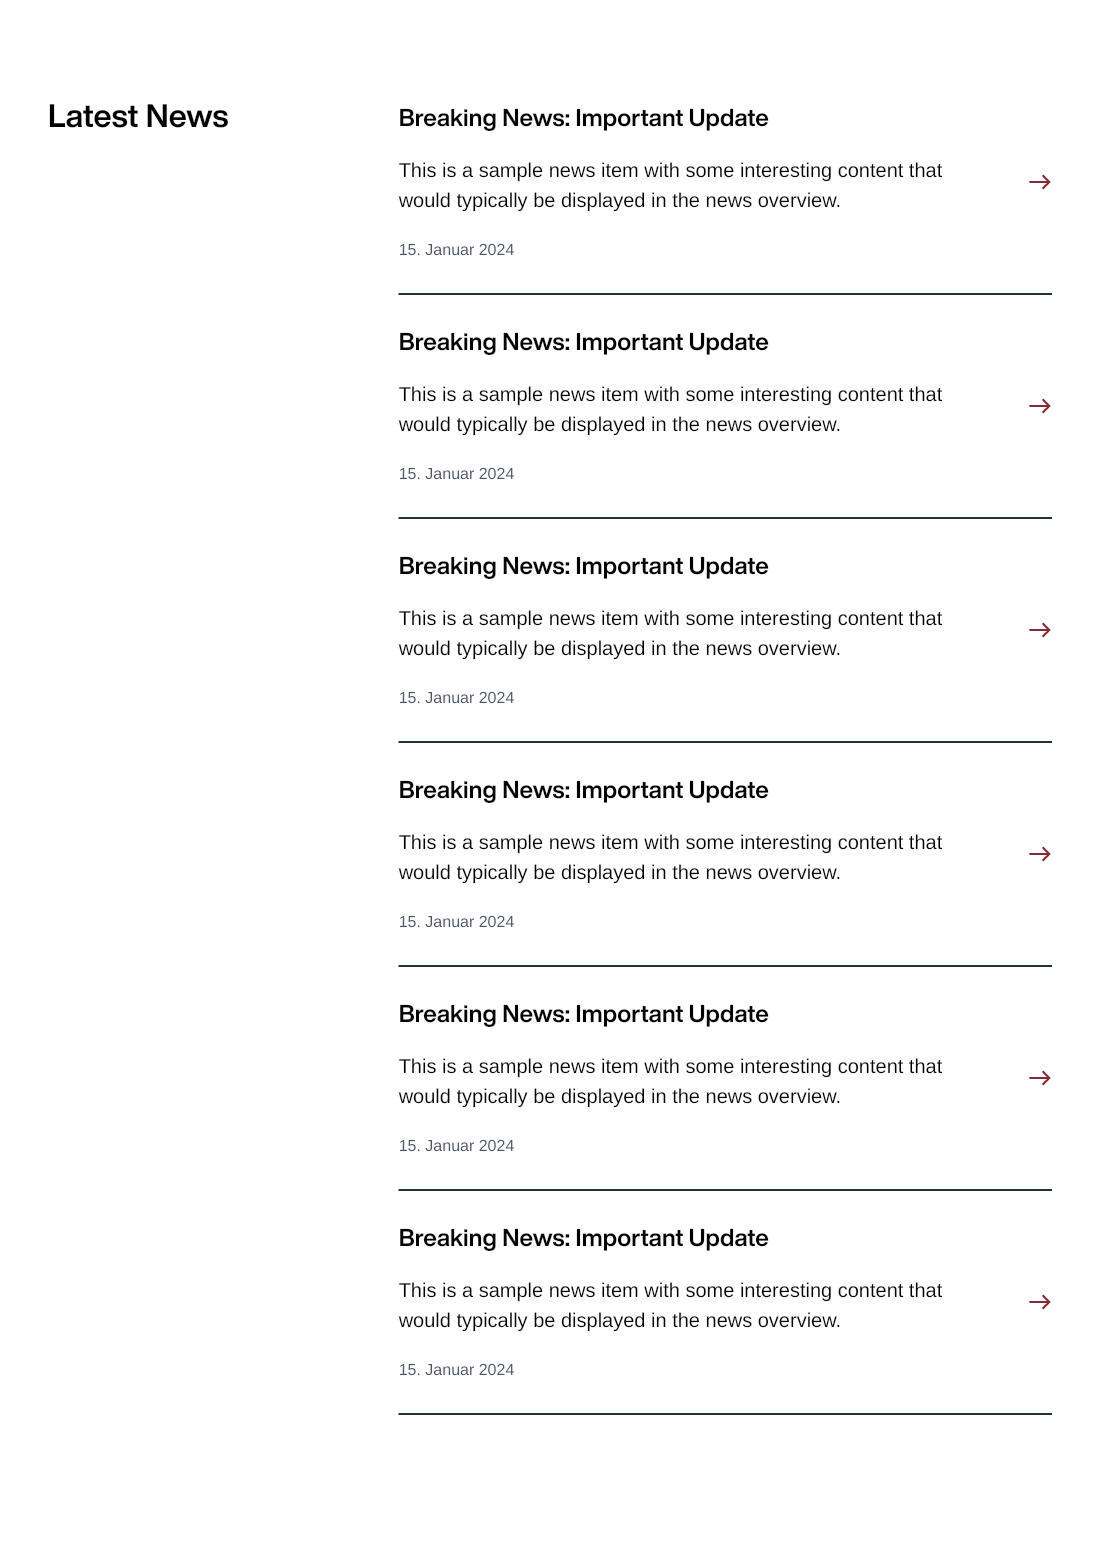 Latest News
Breaking News: Important Update
This is a sample news item with some interesting content that
would typically be displayed in the news overview.
15. Januar 2024
Breaking News: Important Update
This is a sample news item with some interesting content that
would typically be displayed in the news overview.
15. Januar 2024
Breaking News: Important Update
This is a sample news item with some interesting content that
would typically be displayed in the news overview.
15. Januar 2024
Breaking News: Important Update
This is a sample news item with some interesting content that
would typically be displayed in the news overview.
15. Januar 2024
Breaking News: Important Update
This is a sample news item with some interesting content that
would typically be displayed in the news overview.
15. Januar 2024
Breaking News: Important Update
This is a sample news item with some interesting content that
would typically be displayed in the news overview.
15. Januar 2024